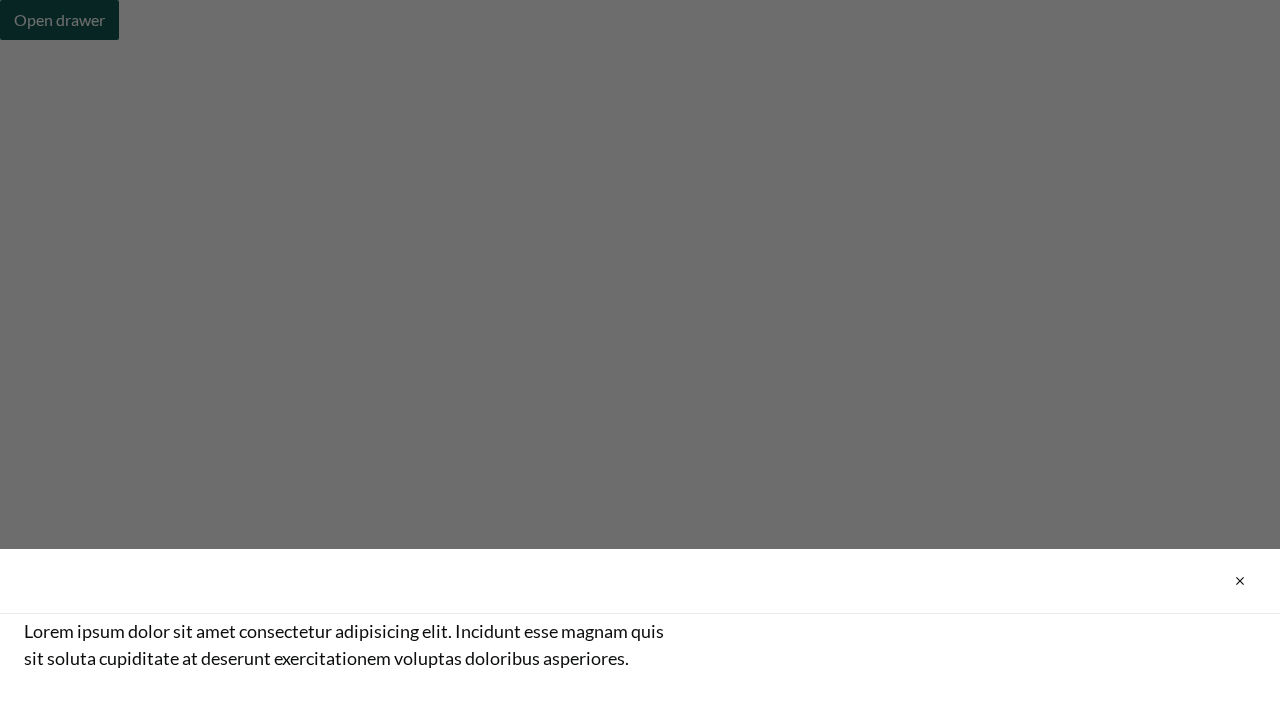 Open drawer
×
Lorem ipsum dolor sit amet consectetur adipisicing elit. Incidunt esse magnam quis
sit soluta cupiditate at deserunt exercitationem voluptas doloribus asperiores.